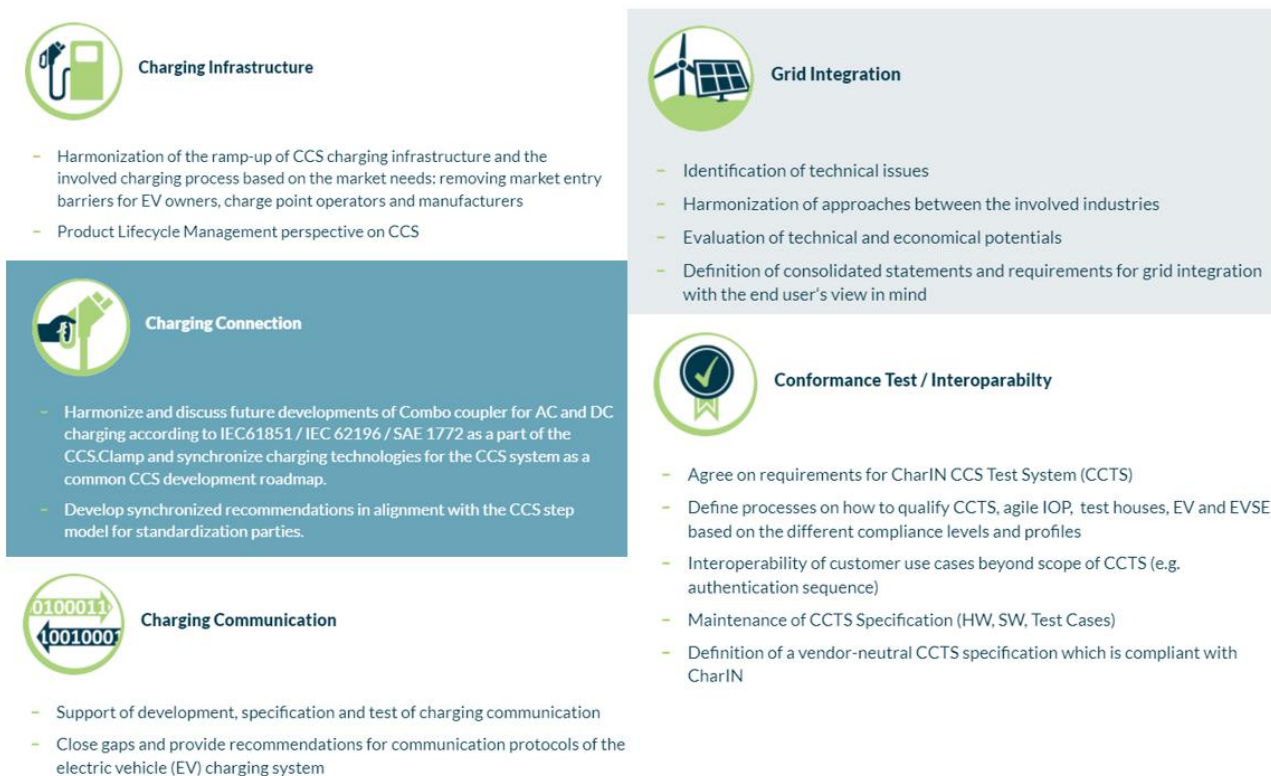 Charging Infrastructure
– Harmonization of the ramp-up of CCS charging infrastructure and the
involved charging process based on the market needs: removing market entry
barriers for EV owners, charge point operators and manufacturers
– Product Lifecycle Management perspective on CCS
Charging Connection
– Harmonize and discuss future developments of Combo coupler for AC and DC
charging according to IEC61851 / IEC 62196 / SAE 1772 as a part of the
CCS.Clamp and synchronize charging technologies for the CCS system as a
common CCS development roadmap.
– Develop synchronized recommendations in alignment with the CCS step
model for standardization parties.
0100011
10010001
Charging Communication
– Support of development, specification and test of charging communication
– Close gaps and provide recommendations for communication protocols of the
electric vehicle (EV) charging system
Grid Integration
– Identification of technical issues
– Harmonization of approaches between the involved industries
– Evaluation of technical and economical potentials
– Definition of consolidated statements and requirements for grid integration
with the end user‘s view in mind
Conformance Test / Interoparabilty
– Agree on requirements for CharIN CCS Test System (CCTS)
– Define processes on how to qualify CCTS, agile IOP, test houses, EV and EVSE
based on the different compliance levels and profiles
– Interoperability of customer use cases beyond scope of CCTS (e.g.
authentication sequence)
– Maintenance of CCTS Specification (HW, SW, Test Cases)
– Definition of a vendor-neutral CCTS specification which is compliant with
CharIN